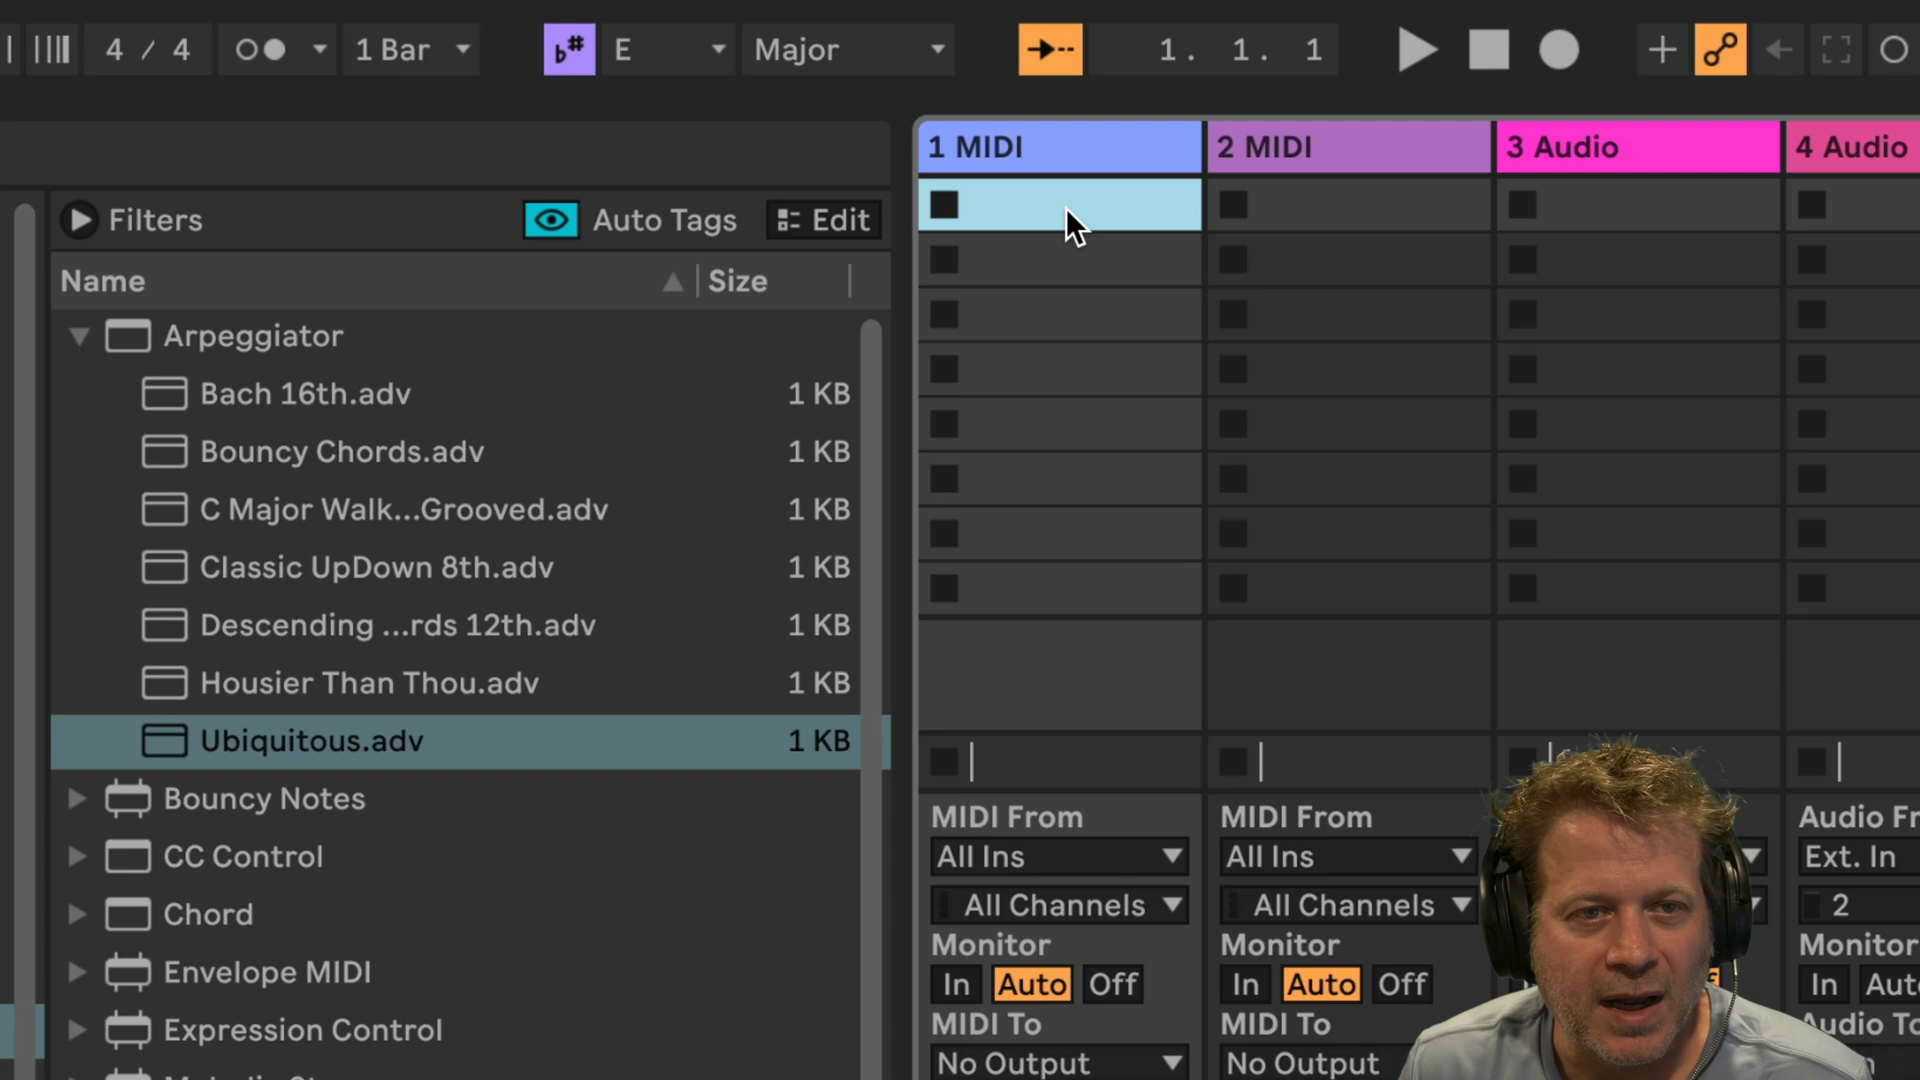 4 / 4
1 Bar
b#
E
Major
1. 1. 1
1 MIDI
2 MIDI
3 Audio
4 Audio
Filters
Auto Tags
Edit
Name
Size
Arpeggiator
Bach 16th.adv 1 KB
Bouncy Chords.adv 1 KB
C Major Walk...Grooved.adv 1 KB
Classic UpDown 8th.adv 1 KB
Descending ...rds 12th.adv 1 KB
Housier Than Thou.adv 1 KB
Ubiquitous.adv 1 KB
Bouncy Notes
CC Control
Chord
Envelope MIDI
Expression Control
MIDI From
All Ins
All Channels
Monitor
In Auto Off
MIDI To
No Output
MIDI From
All Ins
All Channels
Monitor
In Auto Off
MIDI To
No Output
Audio Fr
Ext. In
2
Monitor
In Aut
Audio To